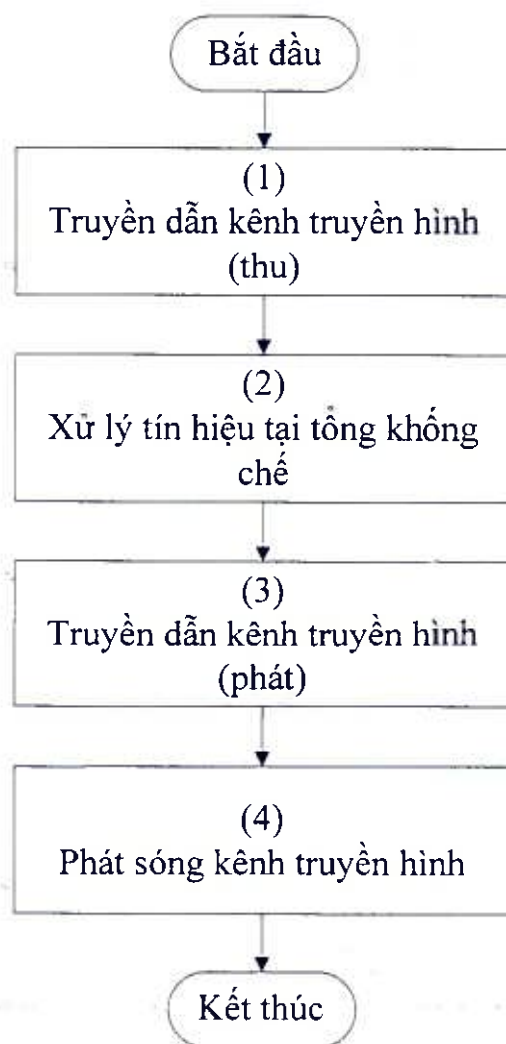 Bắt đầu
(1)
Truyền dẫn kênh truyền hình
(thu)
(2)
Xử lý tín hiệu tại tổng khống
chế
(3)
Truyền dẫn kênh truyền hình
(phát)
(4)
Phát sóng kênh truyền hình
Kết thúc